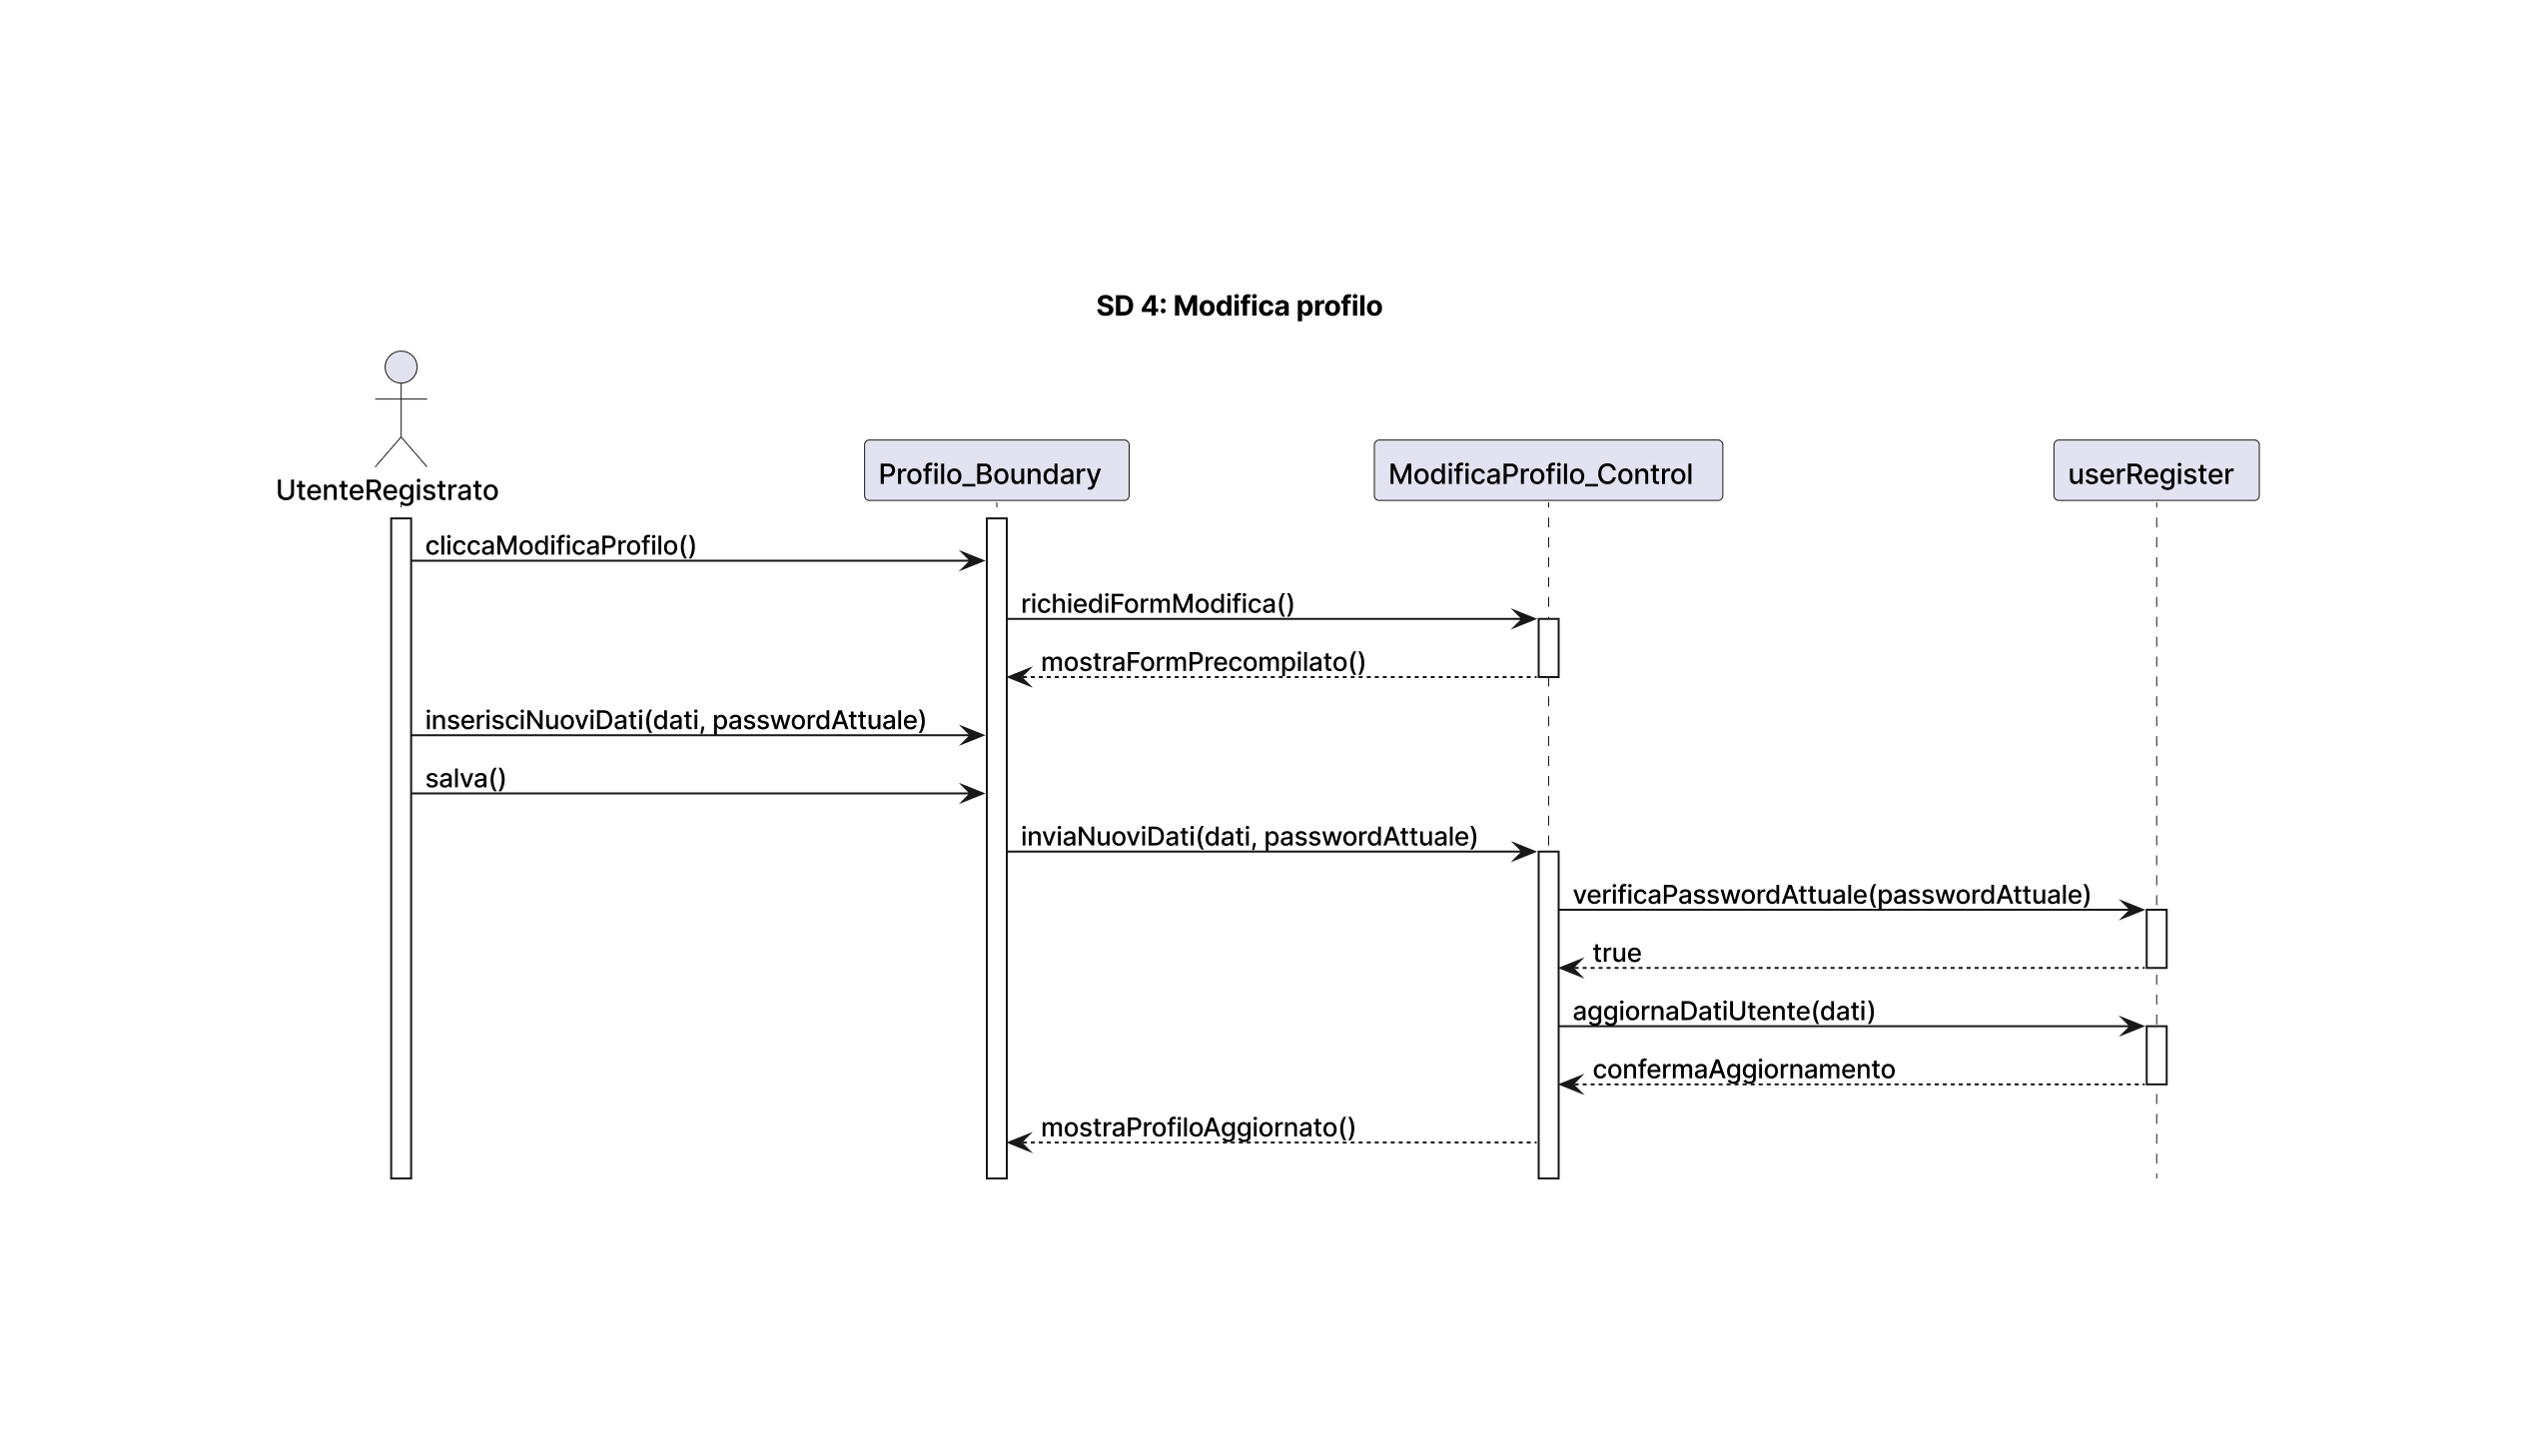 SD 4: Modifica profilo
UtenteRegistrato
Profilo_Boundary
ModificaProfilo_Control
userRegister
cliccaModificaProfilo()
richiediFormModifica()
mostraFormPrecompilato()
inserisciNuoviDati(dati, passwordAttuale)
salva()
inviaNuoviDati(dati, passwordAttuale)
verificaPasswordAttuale(passwordAttuale)
true
aggiornaDatiUtente(dati)
confermaAggiornamento
mostraProfiloAggiornato()